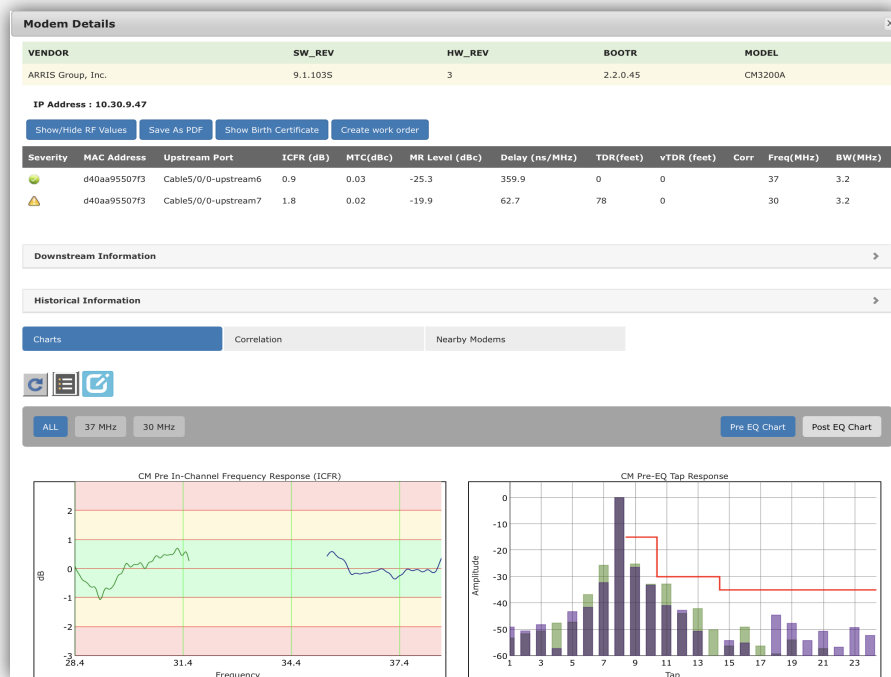 Modem Details
VENDOR SW_REV HW_REV BOOTR MODEL
ARRIS Group, Inc. 9.1.103S 3 2.2.0.45 CM3200A
IP Address : 10.30.9.47
Show/Hide RF Values Save As PDF Show Birth Certificate Create work order
Severity MAC Address Upstream Port ICFR (dB) MTC(dBc) MR Level (dBc) Delay (ns/MHz) TDR(feet) vTDR (feet) Corr Freq(MHz) BW(MHz)
d40aa95507f3 Cable5/0/0-upstream6 0.9 0.03 -25.3 359.9 0 0 37 3.2
d40aa95507f3 Cable5/0/0-upstream7 1.8 0.02 -19.9 62.7 78 0 30 3.2
Downstream Information
Historical Information
Charts Correlation Nearby Modems
ALL 37 MHz 30 MHz Pre EQ Chart Post EQ Chart
CM Pre In-Channel Frequency Response (ICFR)
2
1
0
-1
-2
-3
dB
28.4 31.4 34.4 37.4
Frequency
CM Pre-EQ Tap Response
0
-10
-20
-30
-40
-50
-60
Amplitude
1 3 5 7 9 11 13 15 17 19 21 23
Tap